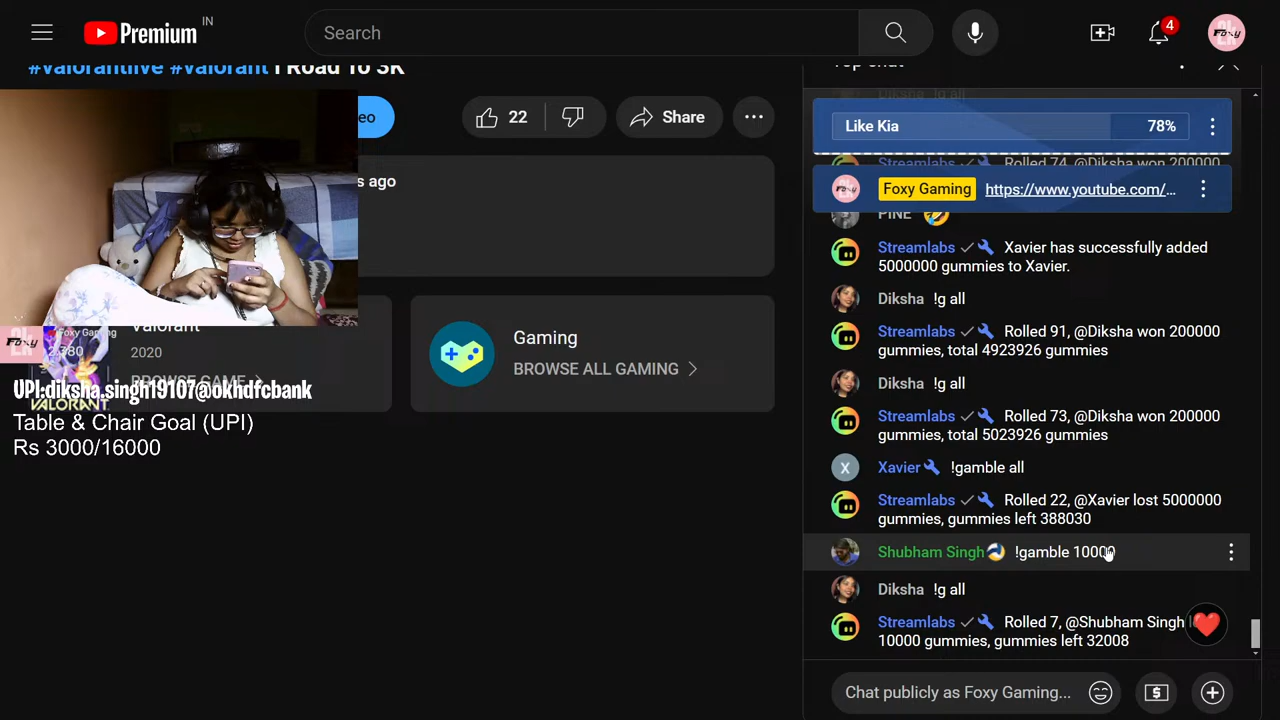 Premium IN
Search
4
Foxy
#Valorantlive #Valorant I Road To 3K
22
Share
s ago
Valorant
2020
BROWSE GAME
Foxy Gaming
2,380
VALORANT
Gaming
BROWSE ALL GAMING
UPI:diksha.singh19107@okhdfcbank
Table & Chair Goal (UPI)
Rs 3000/16000
Top chat
Diksha !g all
Like Kia 78%
Streamlabs Rolled 74, @Diksha won 200000
Foxy Gaming https://www.youtube.com/...
PINE
Streamlabs Xavier has successfully added
5000000 gummies to Xavier.
Diksha !g all
Streamlabs Rolled 91, @Diksha won 200000
gummies, total 4923926 gummies
Diksha !g all
Streamlabs Rolled 73, @Diksha won 200000
gummies, total 5023926 gummies
X Xavier !gamble all
Streamlabs Rolled 22, @Xavier lost 5000000
gummies, gummies left 388030
Shubham Singh !gamble 10000
Diksha !g all
Streamlabs Rolled 7, @Shubham Singh
10000 gummies, gummies left 32008
Chat publicly as Foxy Gaming...